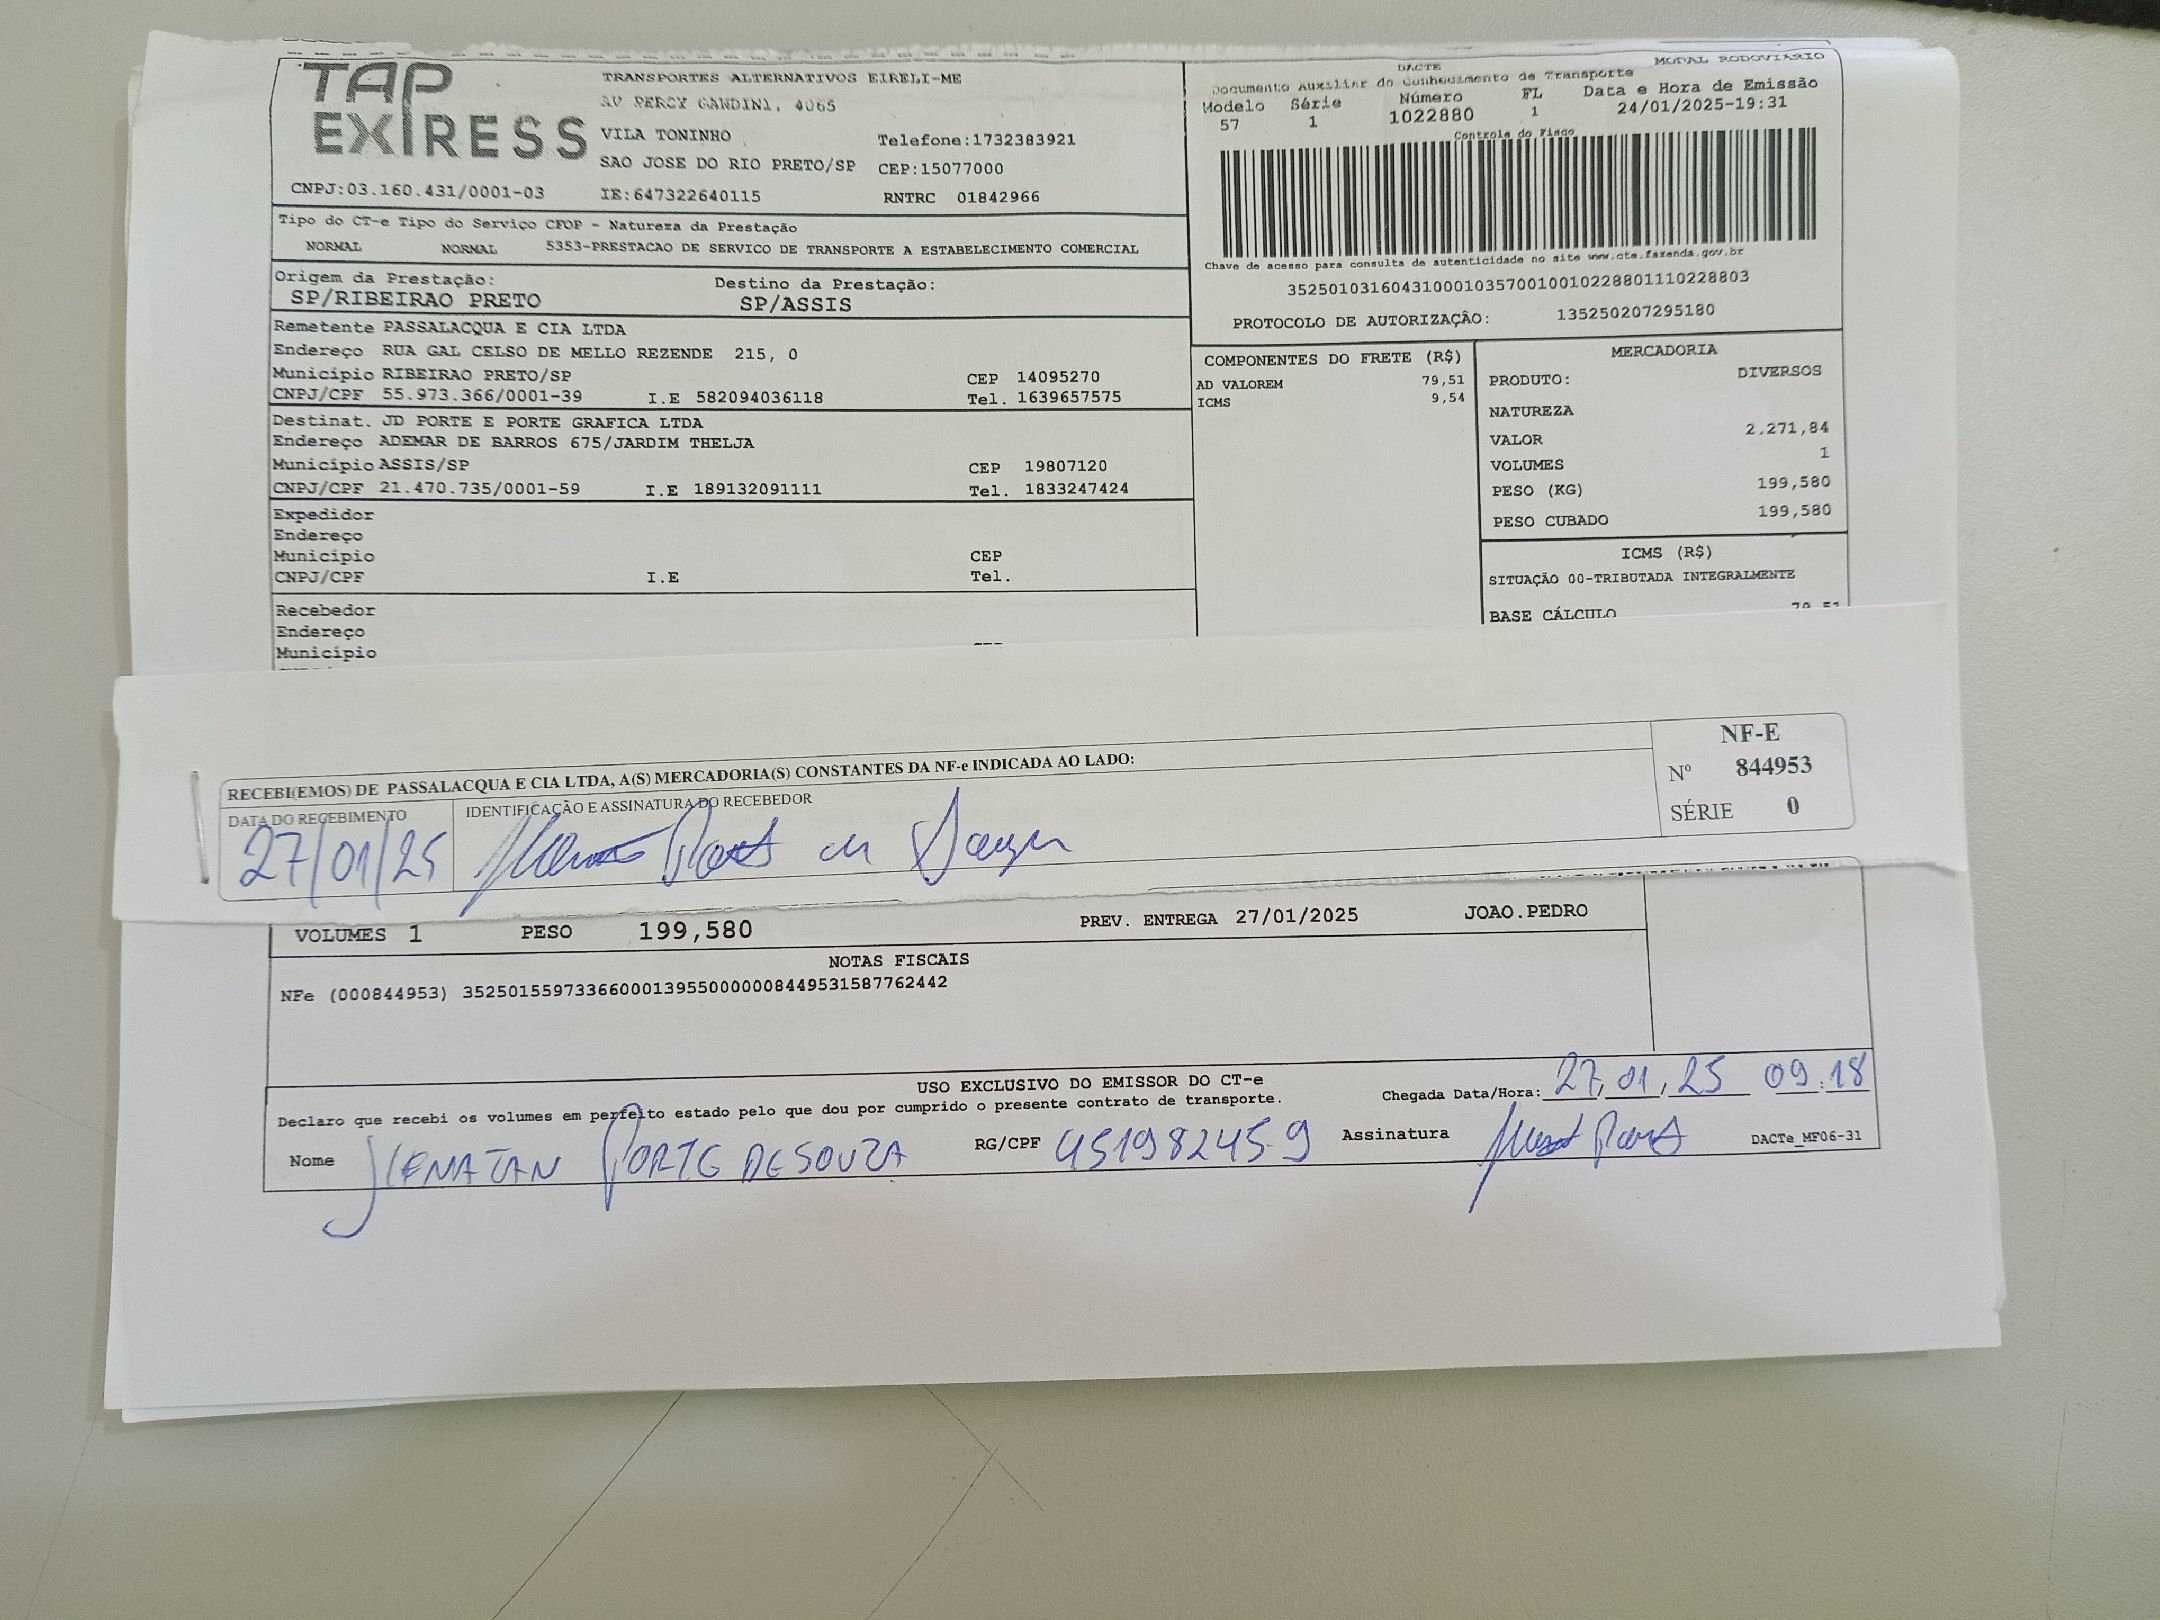 TAP EXPRESS
TRANSPORTES ALTERNATIVOS EIRELI-ME
AV PERCY GANDINI, 4065
VILA TONINHO Telefone:1732383921
SAO JOSE DO RIO PRETO/SP CEP:15077000
CNPJ:03.160.431/0001-03 IE:647322640115 RNTRC 01842966
DACTE MODAL RODOVIÁRIO
Documento Auxiliar do Conhecimento de Transporte
Modelo Série Número FL Data e Hora de Emissão
57 1 1022880 1 24/01/2025-19:31
Controle do Fisco
Chave de acesso para consulta de autenticidade no site www.cte.fazenda.gov.br
35250103160431000103570010010228801110228803
PROTOCOLO DE AUTORIZAÇÃO: 135250207295180
Tipo do CT-e Tipo do Serviço CFOP - Natureza da Prestação
NORMAL NORMAL 5353-PRESTACAO DE SERVICO DE TRANSPORTE A ESTABELECIMENTO COMERCIAL
Origem da Prestação: Destino da Prestação:
SP/RIBEIRAO PRETO SP/ASSIS
Remetente PASSALACQUA E CIA LTDA
Endereço RUA GAL CELSO DE MELLO REZENDE 215, 0
Município RIBEIRAO PRETO/SP CEP 14095270
CNPJ/CPF 55.973.366/0001-39 I.E 582094036118 Tel. 1639657575
Destinat. JD PORTE E PORTE GRAFICA LTDA
Endereço ADEMAR DE BARROS 675/JARDIM THELJA
Município ASSIS/SP CEP 19807120
CNPJ/CPF 21.470.735/0001-59 I.E 189132091111 Tel. 1833247424
Expedidor
Endereço
Município CEP
CNPJ/CPF I.E Tel.
Recebedor
Endereço
Município
COMPONENTES DO FRETE (R$)
AD VALOREM 79,51
ICMS 9,54
MERCADORIA
PRODUTO: DIVERSOS
NATUREZA
VALOR 2.271,84
VOLUMES 1
PESO (KG) 199,580
PESO CUBADO 199,580
ICMS (R$)
SITUAÇÃO 00-TRIBUTADA INTEGRALMENTE
BASE CÁLCULO 79,51
RECEBI(EMOS) DE PASSALACQUA E CIA LTDA, A(S) MERCADORIA(S) CONSTANTES DA NF-e INDICADA AO LADO:
DATA DO RECEBIMENTO IDENTIFICAÇÃO E ASSINATURA DO RECEBEDOR
27/01/25
NF-E
Nº 844953
SÉRIE 0
VOLUMES 1 PESO 199,580 PREV. ENTREGA 27/01/2025 JOAO.PEDRO
NOTAS FISCAIS
NFe (000844953) 35250155973366000139550000008449531587762442
USO EXCLUSIVO DO EMISSOR DO CT-e
Declaro que recebi os volumes em perfeito estado pelo que dou por cumprido o presente contrato de transporte.
Chegada Data/Hora: 27,01,25 09:18
Nome JHENATAN PORTE DE SOUZA RG/CPF 451982459 Assinatura DACTe_MF06-31